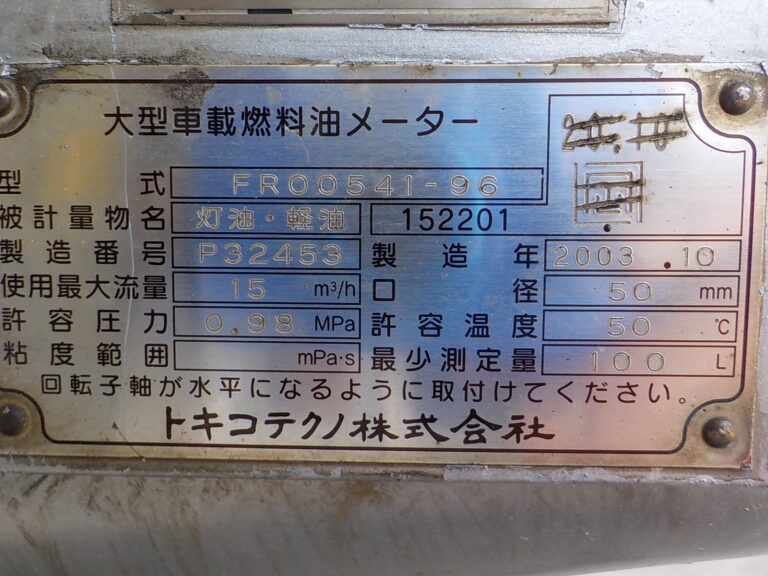 大型車載燃料油メーター
型式 FR00541-96
被計量物名 灯油・軽油 152201
製造番号 P32453 製造年 2003.10
使用最大流量 15 m³/h 口径 50 mm
許容圧力 0.98 MPa 許容温度 50 ℃
粘度範囲 mPa·s 最少測定量 100 L
回転子軸が水平になるように取付けてください。
トキコテクノ株式会社